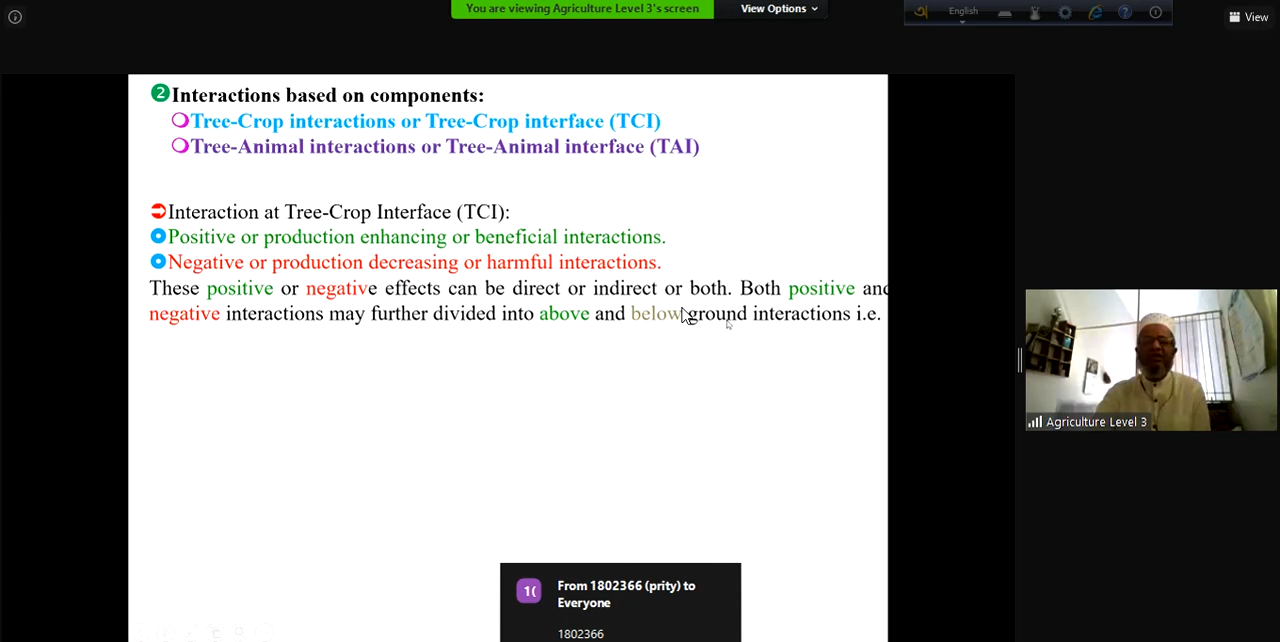 You are viewing Agriculture Level 3's screen
View Options
English
View
2 Interactions based on components:
Tree-Crop interactions or Tree-Crop interface (TCI)
Tree-Animal interactions or Tree-Animal interface (TAI)
Interaction at Tree-Crop Interface (TCI):
Positive or production enhancing or beneficial interactions.
Negative or production decreasing or harmful interactions.
These positive or negative effects can be direct or indirect or both. Both positive and
negative interactions may further divided into above and below ground interactions i.e.
Agriculture Level 3
1(
From 1802366 (prity) to
Everyone
1802366